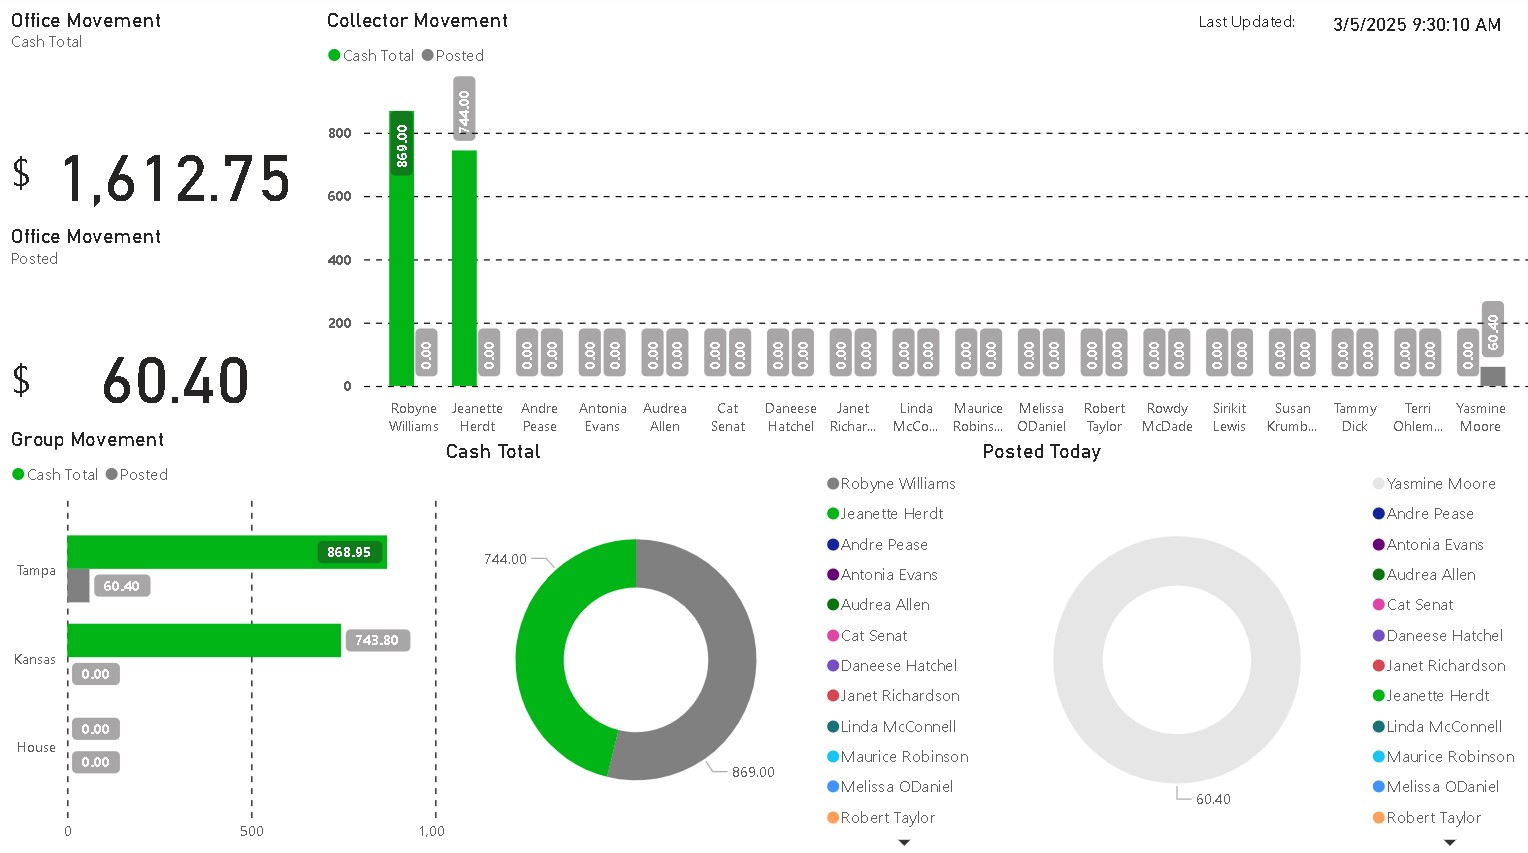 Office Movement
Cash Total
$ 1,612.75
Office Movement
Posted
$ 60.40
Collector Movement
Cash Total Posted
Last Updated: 3/5/2025 9:30:10 AM
800
600
400
200
0
869.00 0.00 744.00 0.00 0.00 0.00 0.00 0.00 0.00 0.00 0.00 0.00 0.00 0.00 0.00 0.00 0.00 0.00 0.00 0.00 0.00 0.00 0.00 0.00 0.00 0.00 0.00 0.00 0.00 0.00 0.00 0.00 0.00 0.00 0.00 60.40
Robyne Williams
Jeanette Herdt
Andre Pease
Antonia Evans
Audrea Allen
Cat Senat
Daneese Hatchel
Janet Richar...
Linda McCo...
Maurice Robins...
Melissa ODaniel
Robert Taylor
Rowdy McDade
Sirikit Lewis
Susan Krumb...
Tammy Dick
Terri Ohlem...
Yasmine Moore
Group Movement
Cash Total Posted
Tampa
868.95
60.40
Kansas
743.80
0.00
House
0.00
0.00
0 500 1,00
Cash Total
744.00
869.00
Robyne Williams
Jeanette Herdt
Andre Pease
Antonia Evans
Audrea Allen
Cat Senat
Daneese Hatchel
Janet Richardson
Linda McConnell
Maurice Robinson
Melissa ODaniel
Robert Taylor
Posted Today
60.40
Yasmine Moore
Andre Pease
Antonia Evans
Audrea Allen
Cat Senat
Daneese Hatchel
Janet Richardson
Jeanette Herdt
Linda McConnell
Maurice Robinson
Melissa ODaniel
Robert Taylor